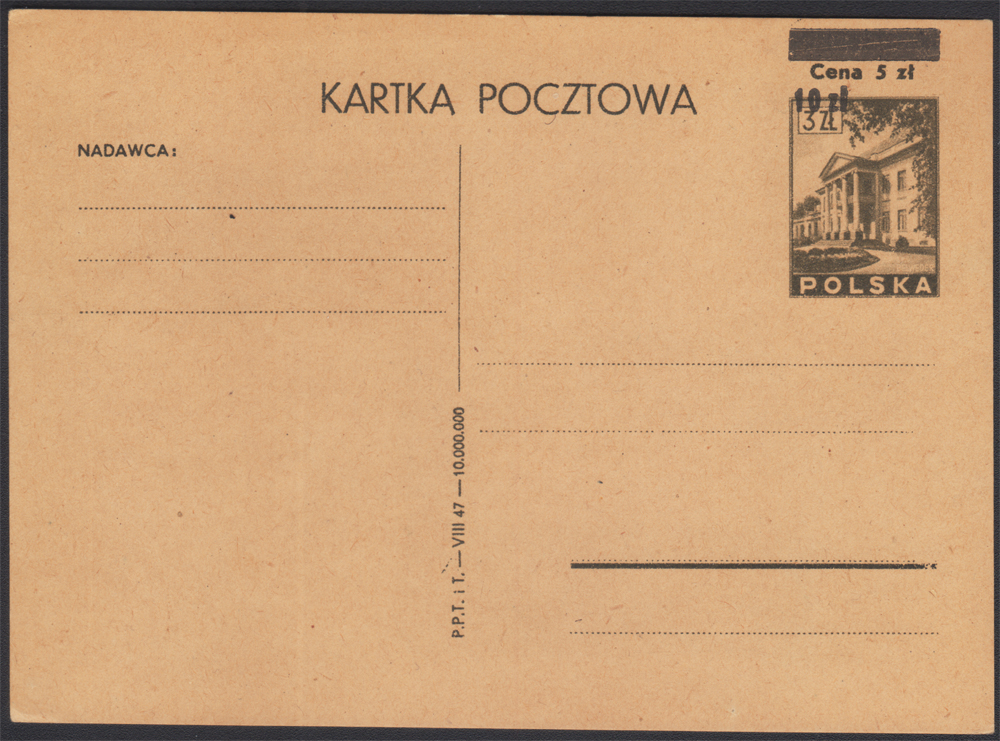 Cena 5 zł
10 zł
3 ZŁ
KARTKA POCZTOWA
NADAWCA:
POLSKA
P.P.T. i T. — VIII 47 — 10.000.000